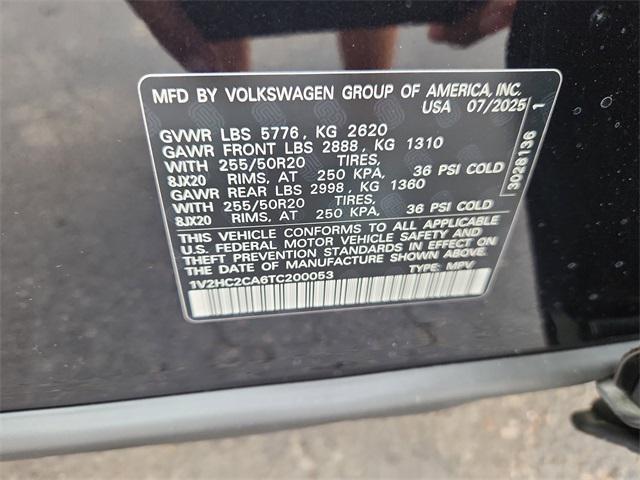 MFD BY VOLKSWAGEN GROUP OF AMERICA, INC.
USA 07/2025
GVWR LBS 5776, KG 2620
GAWR FRONT LBS 2888, KG 1310
WITH 255/50R20 TIRES,
8JX20 RIMS, AT 250 KPA, 36 PSI COLD
GAWR REAR LBS 2998, KG 1360
WITH 255/50R20 TIRES,
8JX20 RIMS, AT 250 KPA, 36 PSI COLD
THIS VEHICLE CONFORMS TO ALL APPLICABLE
U.S. FEDERAL MOTOR VEHICLE SAFETY AND
THEFT PREVENTION STANDARDS IN EFFECT ON
THE DATE OF MANUFACTURE SHOWN ABOVE.
1V2HC2CA6TC200053 TYPE: MPV
3028136 1